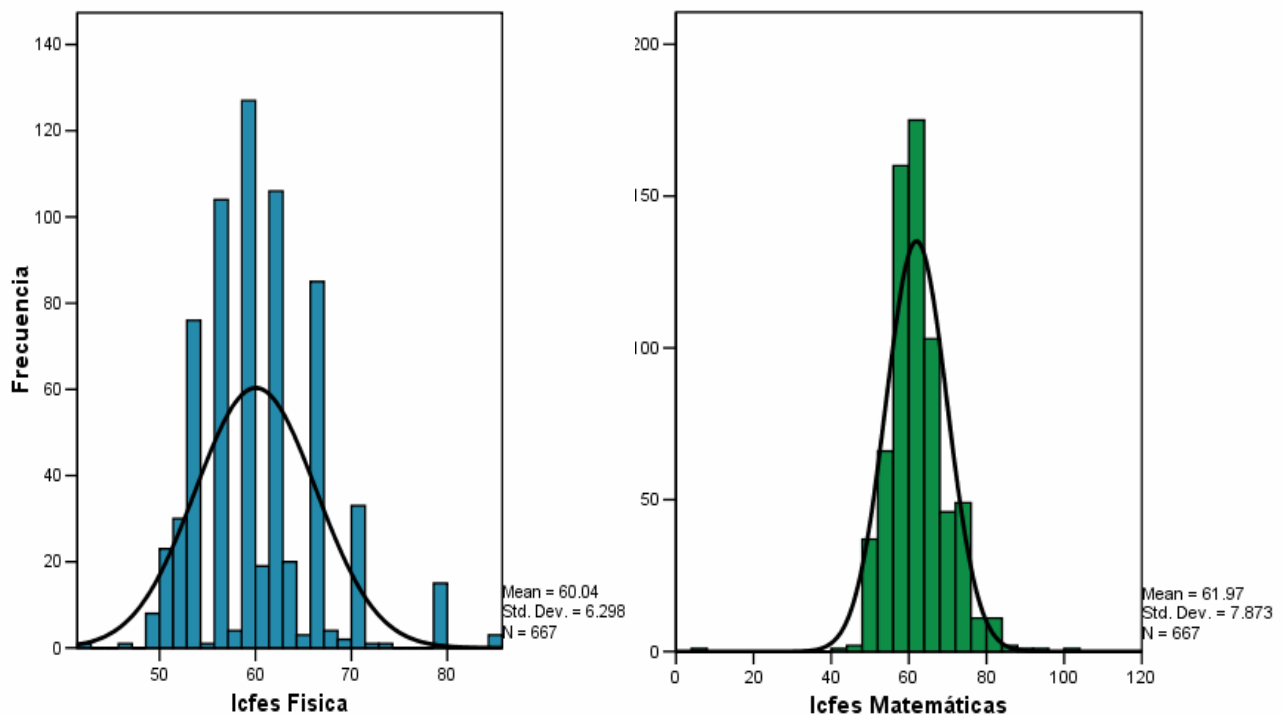 140
120
100
80
60
40
20
0
Frecuencia
50
60
70
80
Icfes Fisica
Mean = 60.04
Std. Dev. = 6.298
N = 667
200
150
100
50
0
0
20
40
60
80
100
120
Icfes Matemáticas
Mean = 61.97
Std. Dev. = 7.873
N = 667